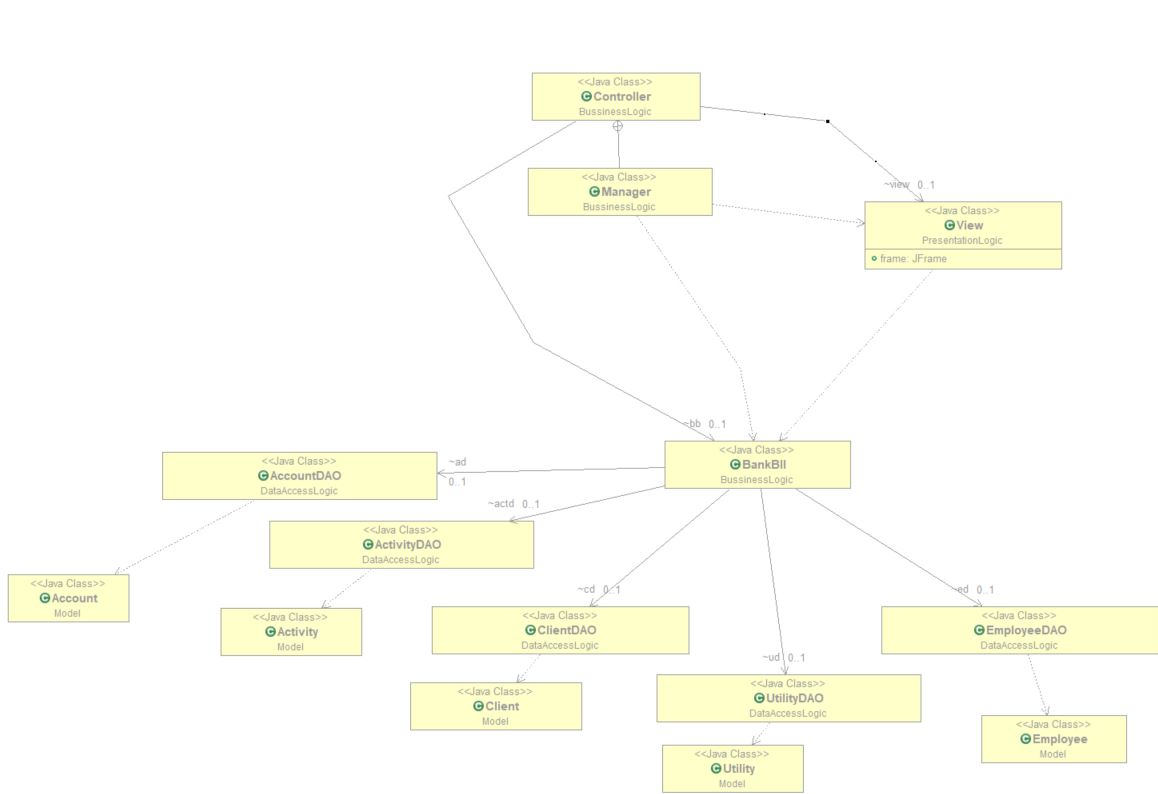 <<Java Class>>
Controller
BussinessLogic
<<Java Class>>
Manager
BussinessLogic
~view 0..1
<<Java Class>>
View
PresentationLogic
frame: JFrame
~bb 0..1
<<Java Class>>
BankBll
BussinessLogic
<<Java Class>>
AccountDAO
DataAccessLogic
~ad
0..1
~actd 0..1
<<Java Class>>
ActivityDAO
DataAccessLogic
<<Java Class>>
Account
Model
~cd 0..1
~ed 0..1
<<Java Class>>
Activity
Model
<<Java Class>>
ClientDAO
DataAccessLogic
<<Java Class>>
EmployeeDAO
DataAccessLogic
~ud 0..1
<<Java Class>>
Client
Model
<<Java Class>>
UtilityDAO
DataAccessLogic
<<Java Class>>
Employee
Model
<<Java Class>>
Utility
Model